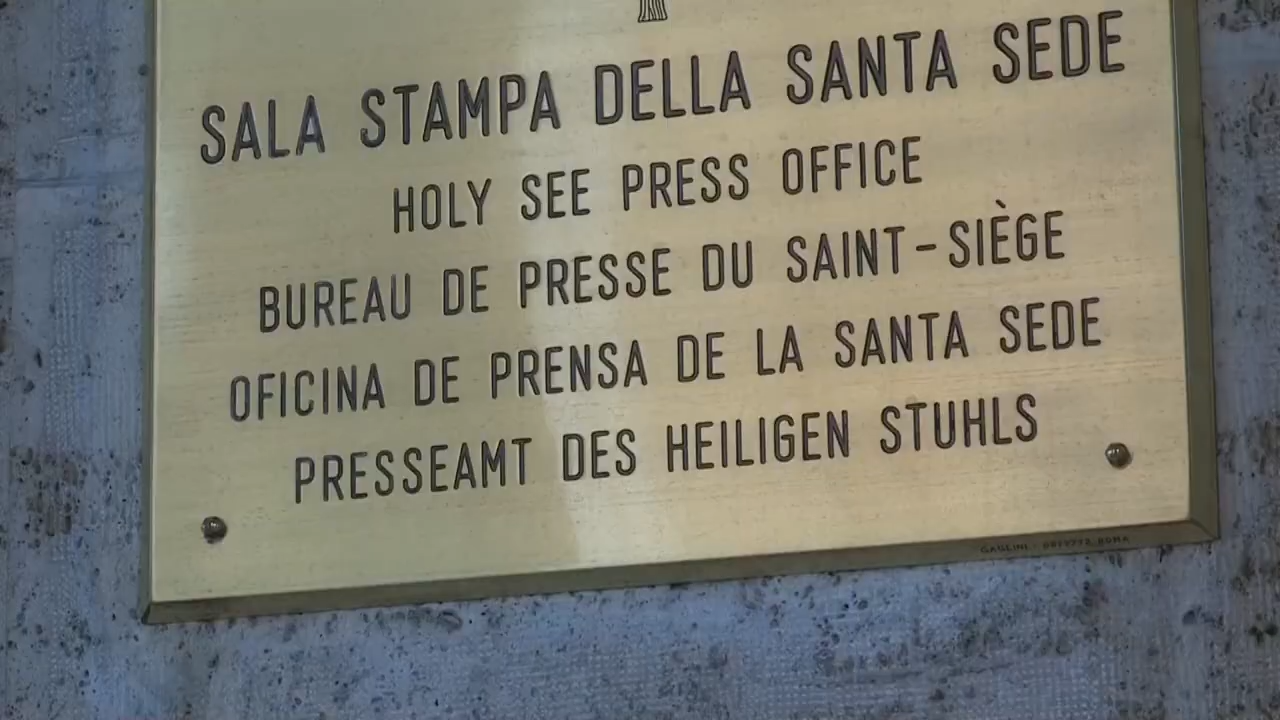 SALA STAMPA DELLA SANTA SEDE
HOLY SEE PRESS OFFICE
BUREAU DE PRESSE DU SAINT-SIÈGE
OFICINA DE PRENSA DE LA SANTA SEDE
PRESSEAMT DES HEILIGEN STUHLS
ROMA